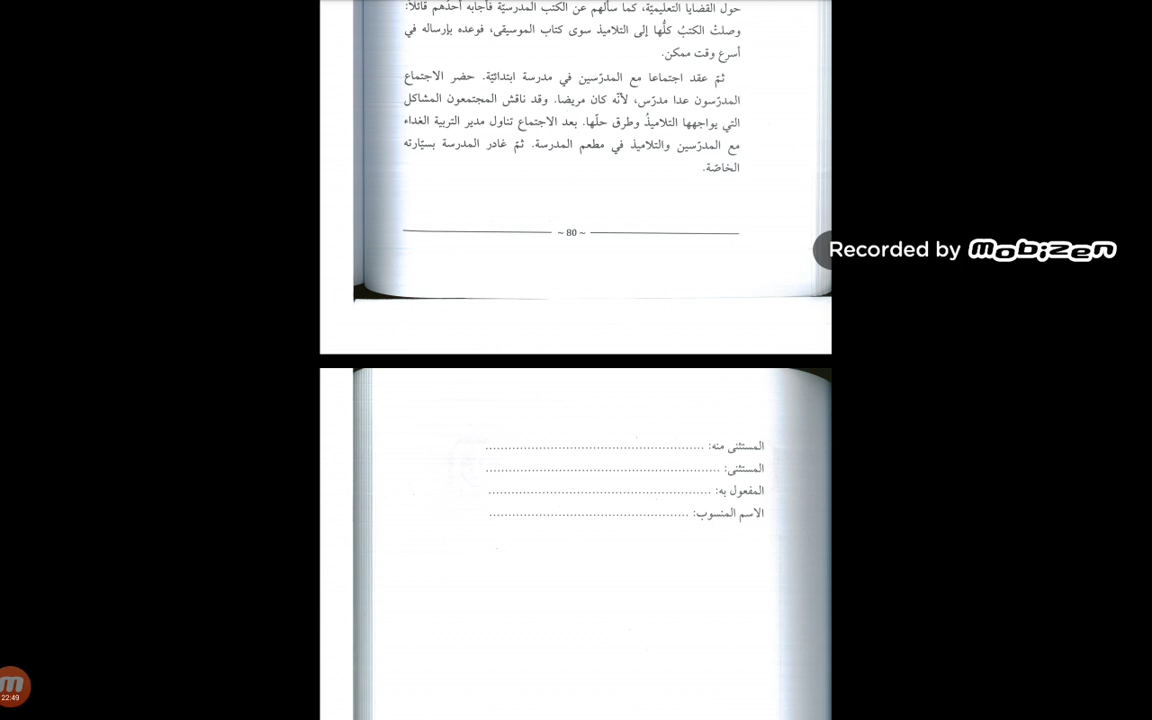 حول القضايا التعليميّة، كما سألهم عن الكتب المدرسيّة فأجابه أحدُهم قائلاً:
وصلتْ الكتبُ كلُّها إلى التلاميذ سوى كتاب الموسيقى، فوعده بإرساله في
أسرع وقت ممكن.
ثمّ عقد اجتماعا مع المدرّسين في مدرسة ابتدائيّة. حضر الاجتماع
المدرّسون عدا مدرّس، لأنّه كان مريضا. وقد ناقش المجتمعون المشاكل
التي يواجهها التلاميذُ وطرق حلّها. بعد الاجتماع تناول مدير التربية الغداء
مع المدرّسين والتلاميذ في مطعم المدرسة. ثمّ غادر المدرسة بسيّارته
الخاصّة.
~ 80 ~
Recorded by mobizen
المستثنى منه: ........................................................
المستثنى: ............................................................
المفعول به: .........................................................
الاسم المنسوب: ...................................................
m
22:49